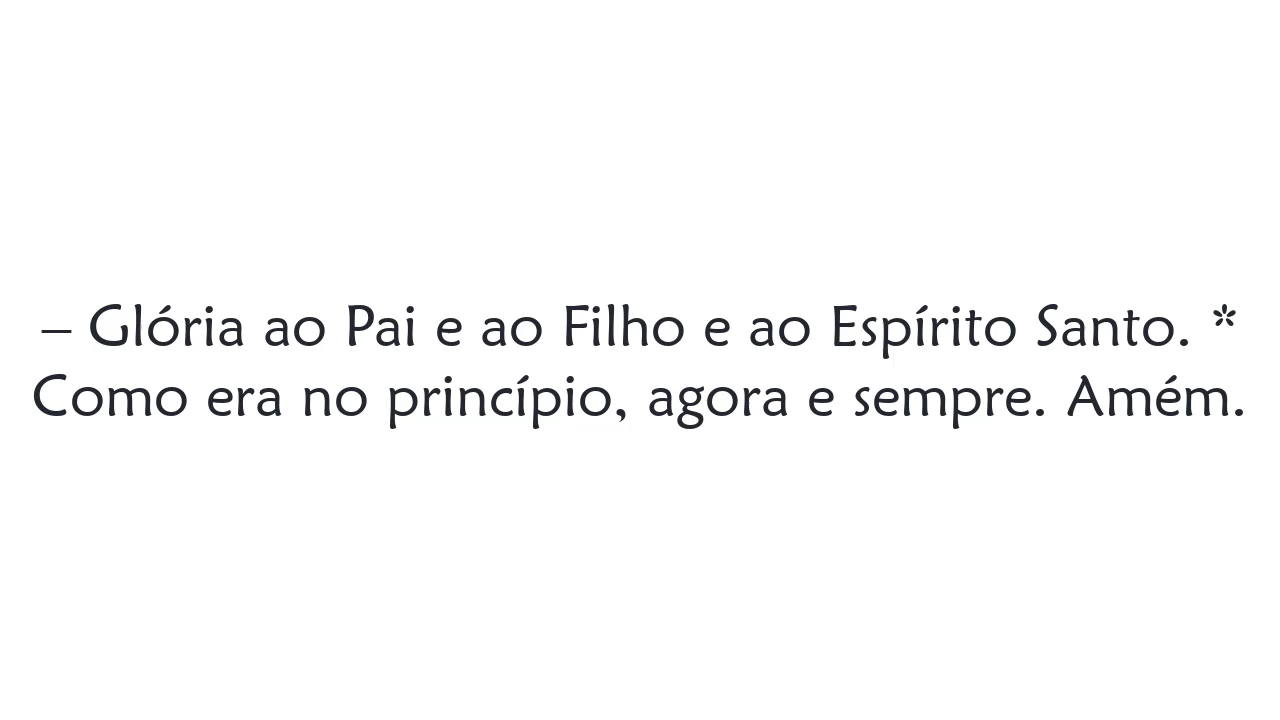 – Glória ao Pai e ao Filho e ao Espírito Santo. *
Como era no princípio, agora e sempre. Amém.